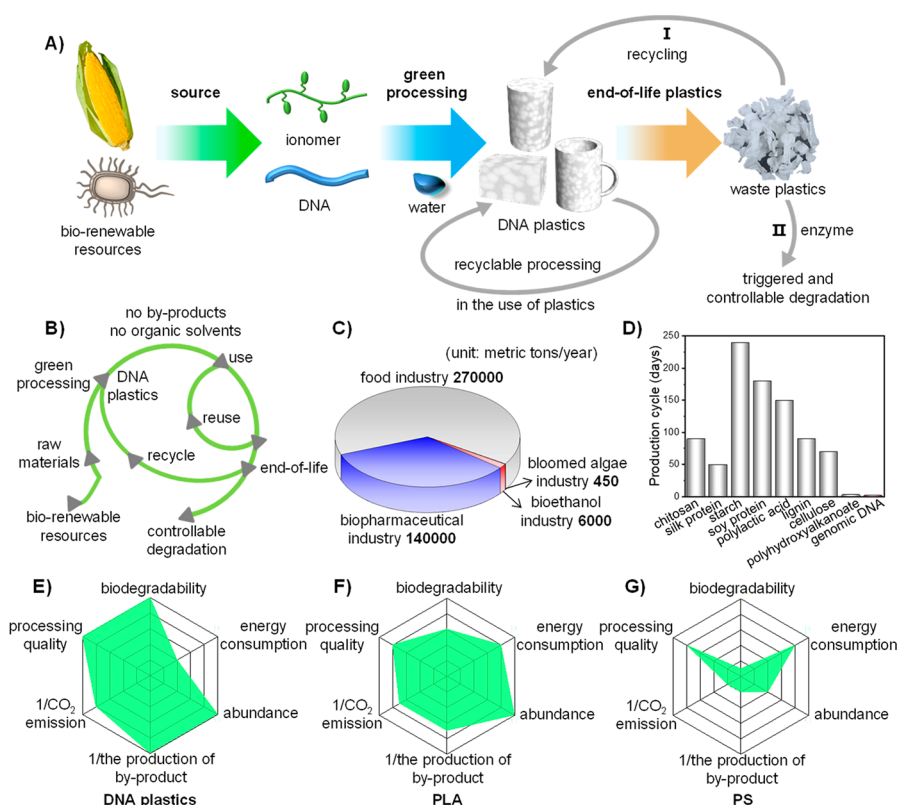 A)
I
recycling
source
green
processing
end-of-life plastics
ionomer
DNA
water
DNA plastics
waste plastics
bio-renewable
resources
II enzyme
recyclable processing
triggered and
controllable degradation
in the use of plastics
B)
no by-products
no organic solvents
green
processing
DNA
plastics
use
reuse
raw
materials
recycle
end-of-life
bio-renewable
resources
controllable
degradation
C)
(unit: metric tons/year)
food industry 270000
bloomed algae
industry 450
bioethanol
industry 6000
biopharmaceutical
industry 140000
D)
Production cycle (days)
250
200
150
100
50
0
chitosan
silk protein
starch
soy protein
polylactic acid
lignin
cellulose
polyhydroxyalkanoate
genomic DNA
E)
biodegradability
processing
quality
energy
consumption
1/CO2
emission
abundance
1/the production of
by-product
DNA plastics
F)
biodegradability
processing
quality
energy
consumption
1/CO2
emission
abundance
1/the production of
by-product
PLA
G)
biodegradability
processing
quality
energy
consumption
1/CO2
emission
abundance
1/the production of
by-product
PS